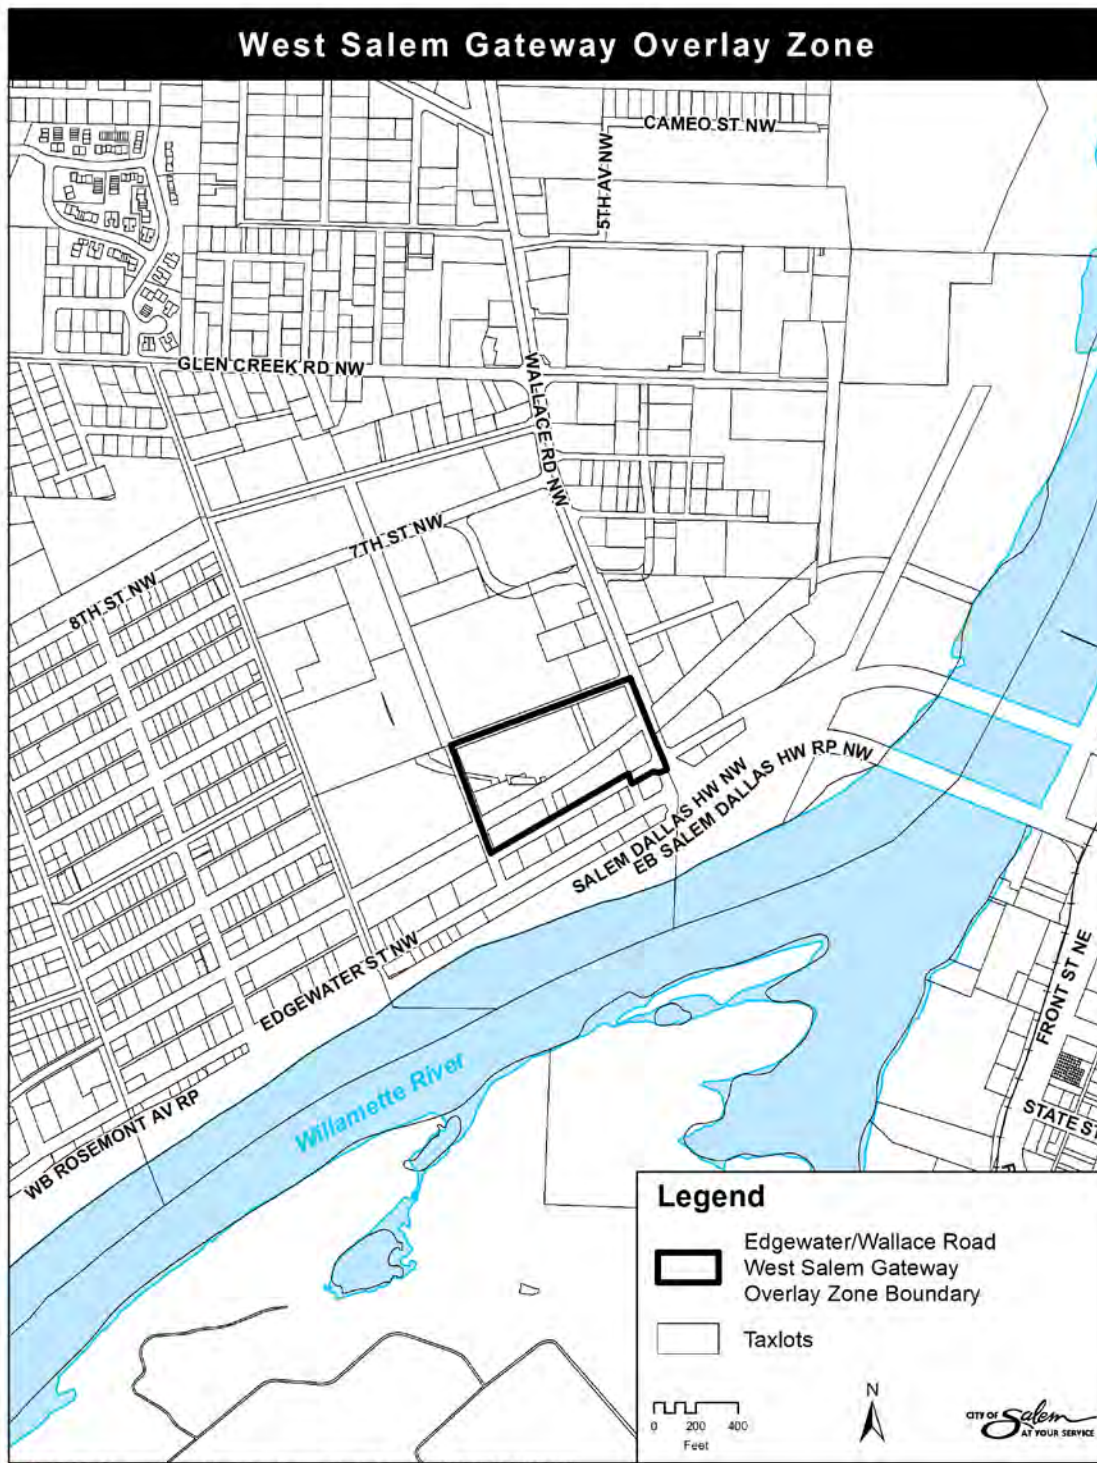 West Salem Gateway Overlay Zone
CAMEO ST NW
5TH AV NW
GLEN CREEK RD NW
WALLACE RD NW
7TH ST NW
8TH ST NW
SALEM DALLAS HW NW
EB SALEM DALLAS HW RP NW
EDGEWATER ST NW
FRONT ST NE
Willamette River
WB ROSEMONT AV RP
STATE ST
Legend
Edgewater/Wallace Road
West Salem Gateway
Overlay Zone Boundary
Taxlots
N
0 200 400
Feet
CITY OF Salem
AT YOUR SERVICE